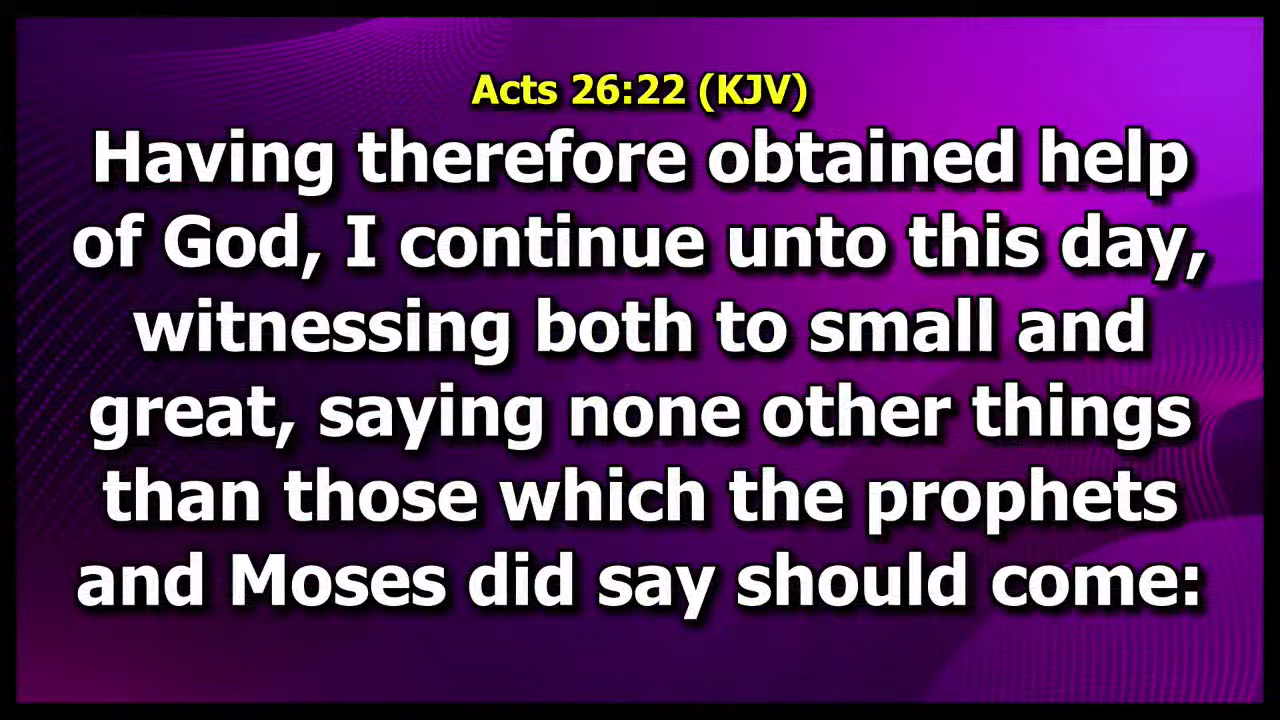 Acts 26:22 (KJV)
Having therefore obtained help
of God, I continue unto this day,
witnessing both to small and
great, saying none other things
than those which the prophets
and Moses did say should come: